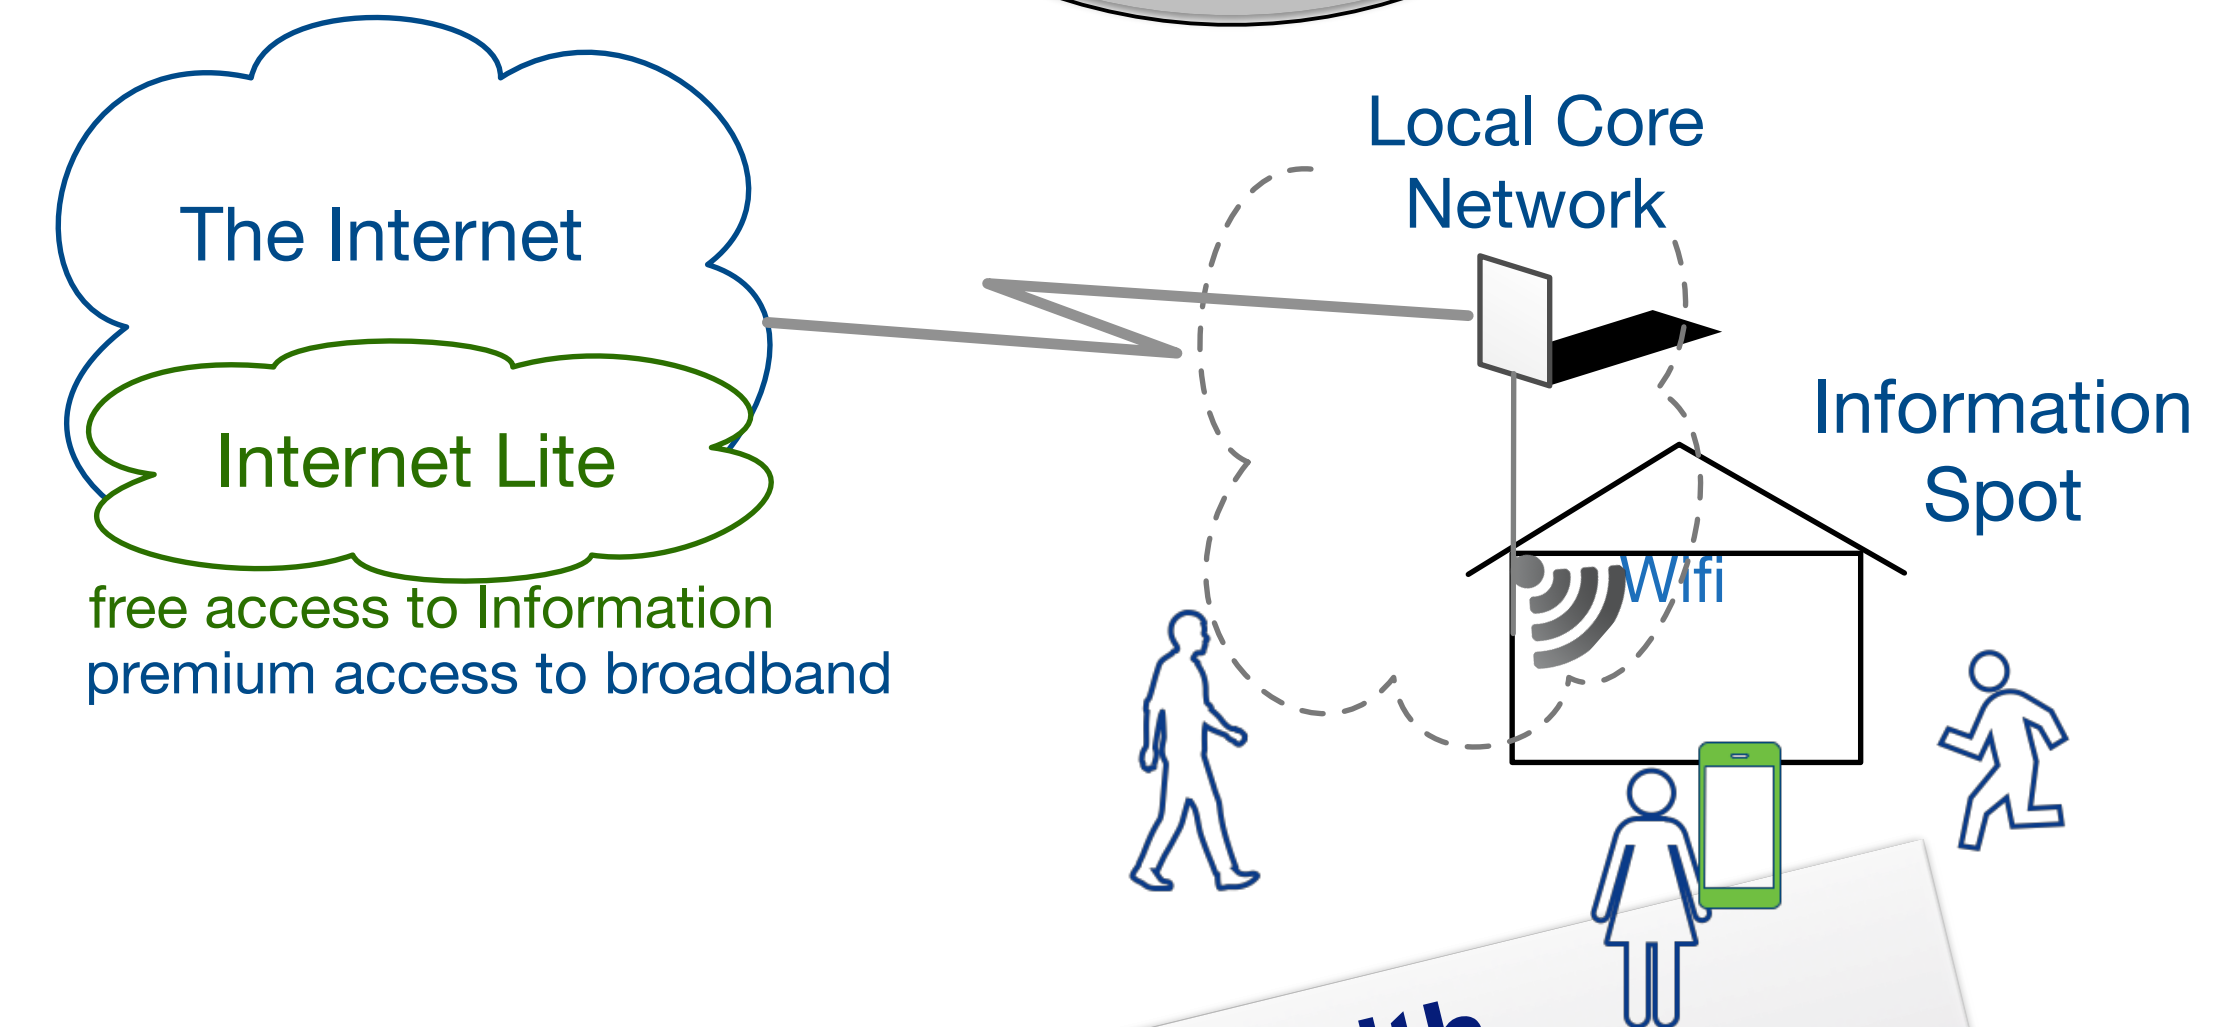 The Internet
Internet Lite
free access to Information
premium access to broadband
Local Core
Network
Information
Spot
Wifi